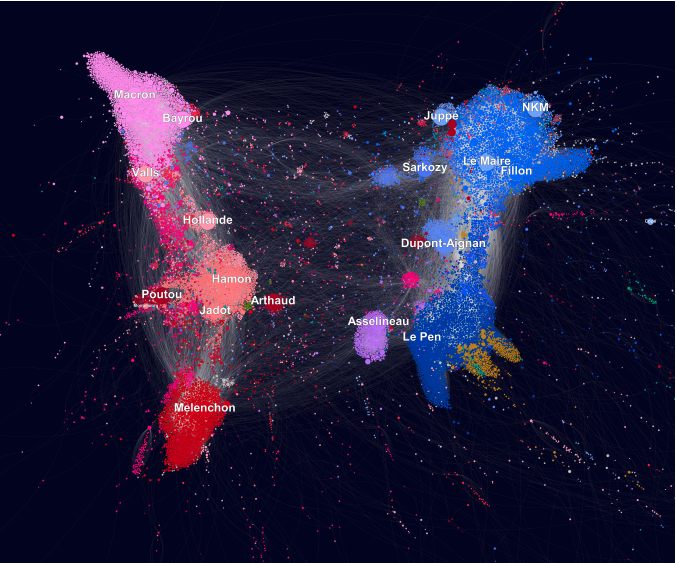 Macron
Bayrou
Valls
Hollande
Hamon
Poutou
Arthaud
Jadot
Melenchon
Juppé
NKM
Le Maire
Sarkozy
Fillon
Dupont-Aignan
Asselineau
Le Pen